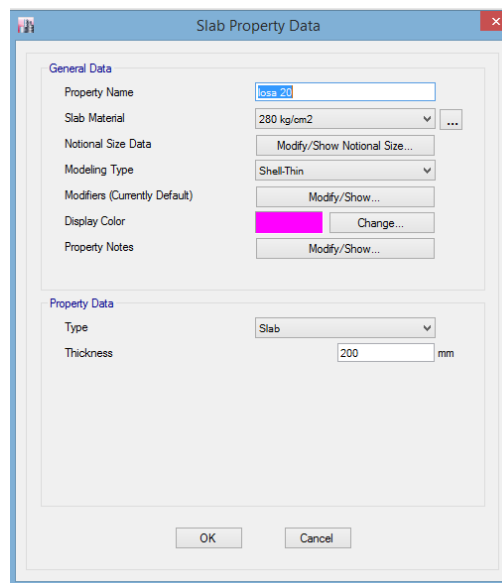 Slab Property Data
General Data
Property Name losa 20
Slab Material 280 kg/cm2 ...
Notional Size Data Modify/Show Notional Size...
Modeling Type Shell-Thin
Modifiers (Currently Default) Modify/Show...
Display Color Change...
Property Notes Modify/Show...
Property Data
Type Slab
Thickness 200 mm
OK Cancel